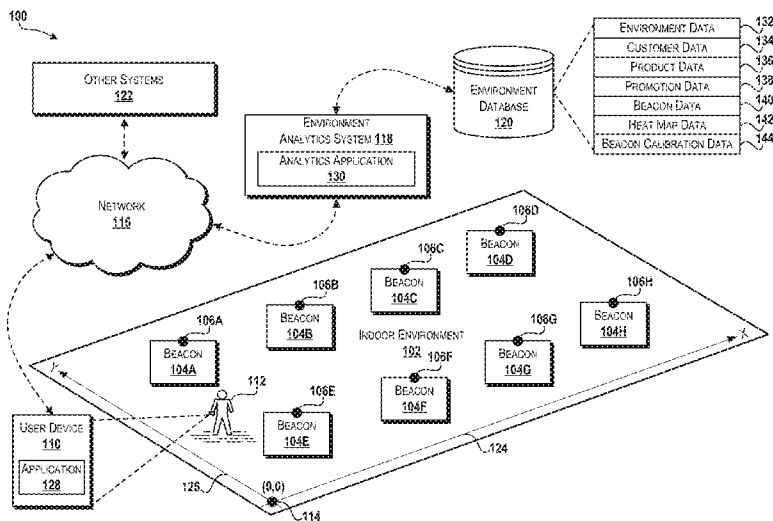 100
OTHER SYSTEMS
122
NETWORK
116
ENVIRONMENT
ANALYTICS SYSTEM 118
ANALYTICS APPLICATION
130
ENVIRONMENT
DATABASE
120
ENVIRONMENT DATA 132
CUSTOMER DATA 134
PRODUCT DATA 136
PROMOTION DATA 138
BEACON DATA 140
HEAT MAP DATA 142
BEACON CALIBRATION DATA 144
106D
BEACON
104D
106C
BEACON
104C
106B
BEACON
104B
106A
BEACON
104A
106H
BEACON
104H
106G
BEACON
104G
INDOOR ENVIRONMENT
102
106F
BEACON
104F
106E
BEACON
104E
112
Y
X
USER DEVICE
110
APPLICATION
128
126
124
(0,0)
114